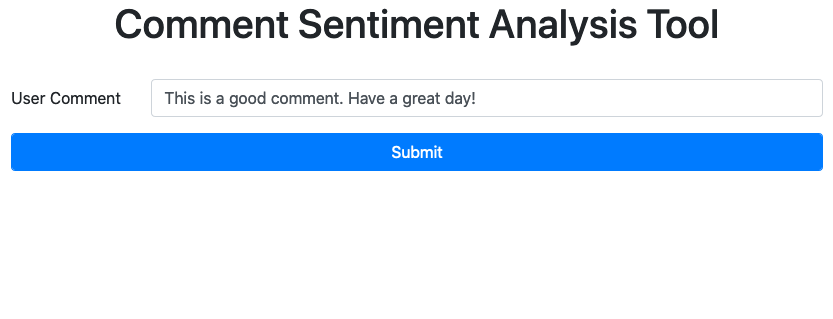 Comment Sentiment Analysis Tool
User Comment This is a good comment. Have a great day!
Submit